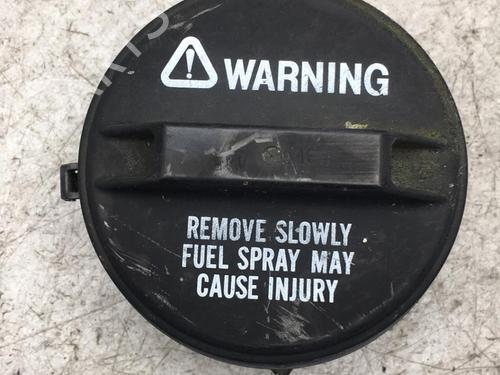 WARNING
REMOVE SLOWLY
FUEL SPRAY MAY
CAUSE INJURY